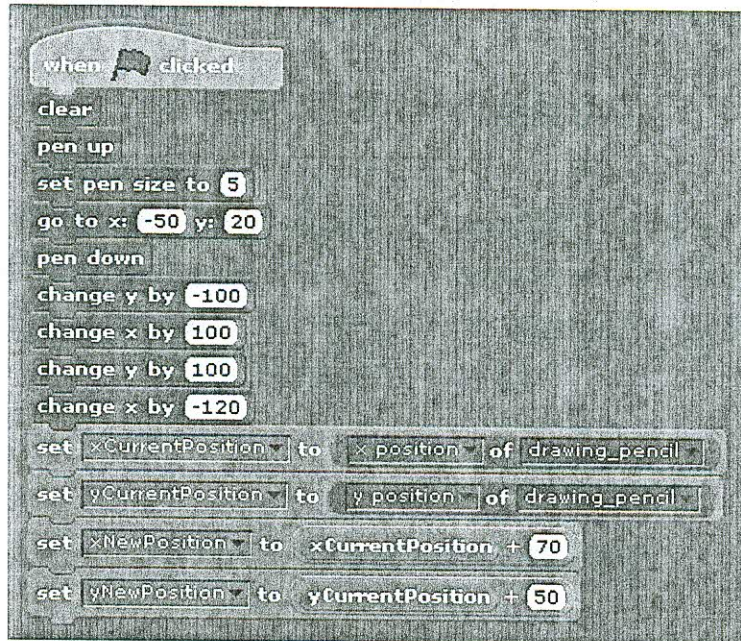 when clicked
clear
pen up
set pen size to 5
go to x: -50 y: 20
pen down
change y by -100
change x by 100
change y by 100
change x by -120
set xCurrentPosition to x position of drawing_pencil
set yCurrentPosition to y position of drawing_pencil
set xNewPosition to xCurrentPosition + 70
set yNewPosition to yCurrentPosition + 50